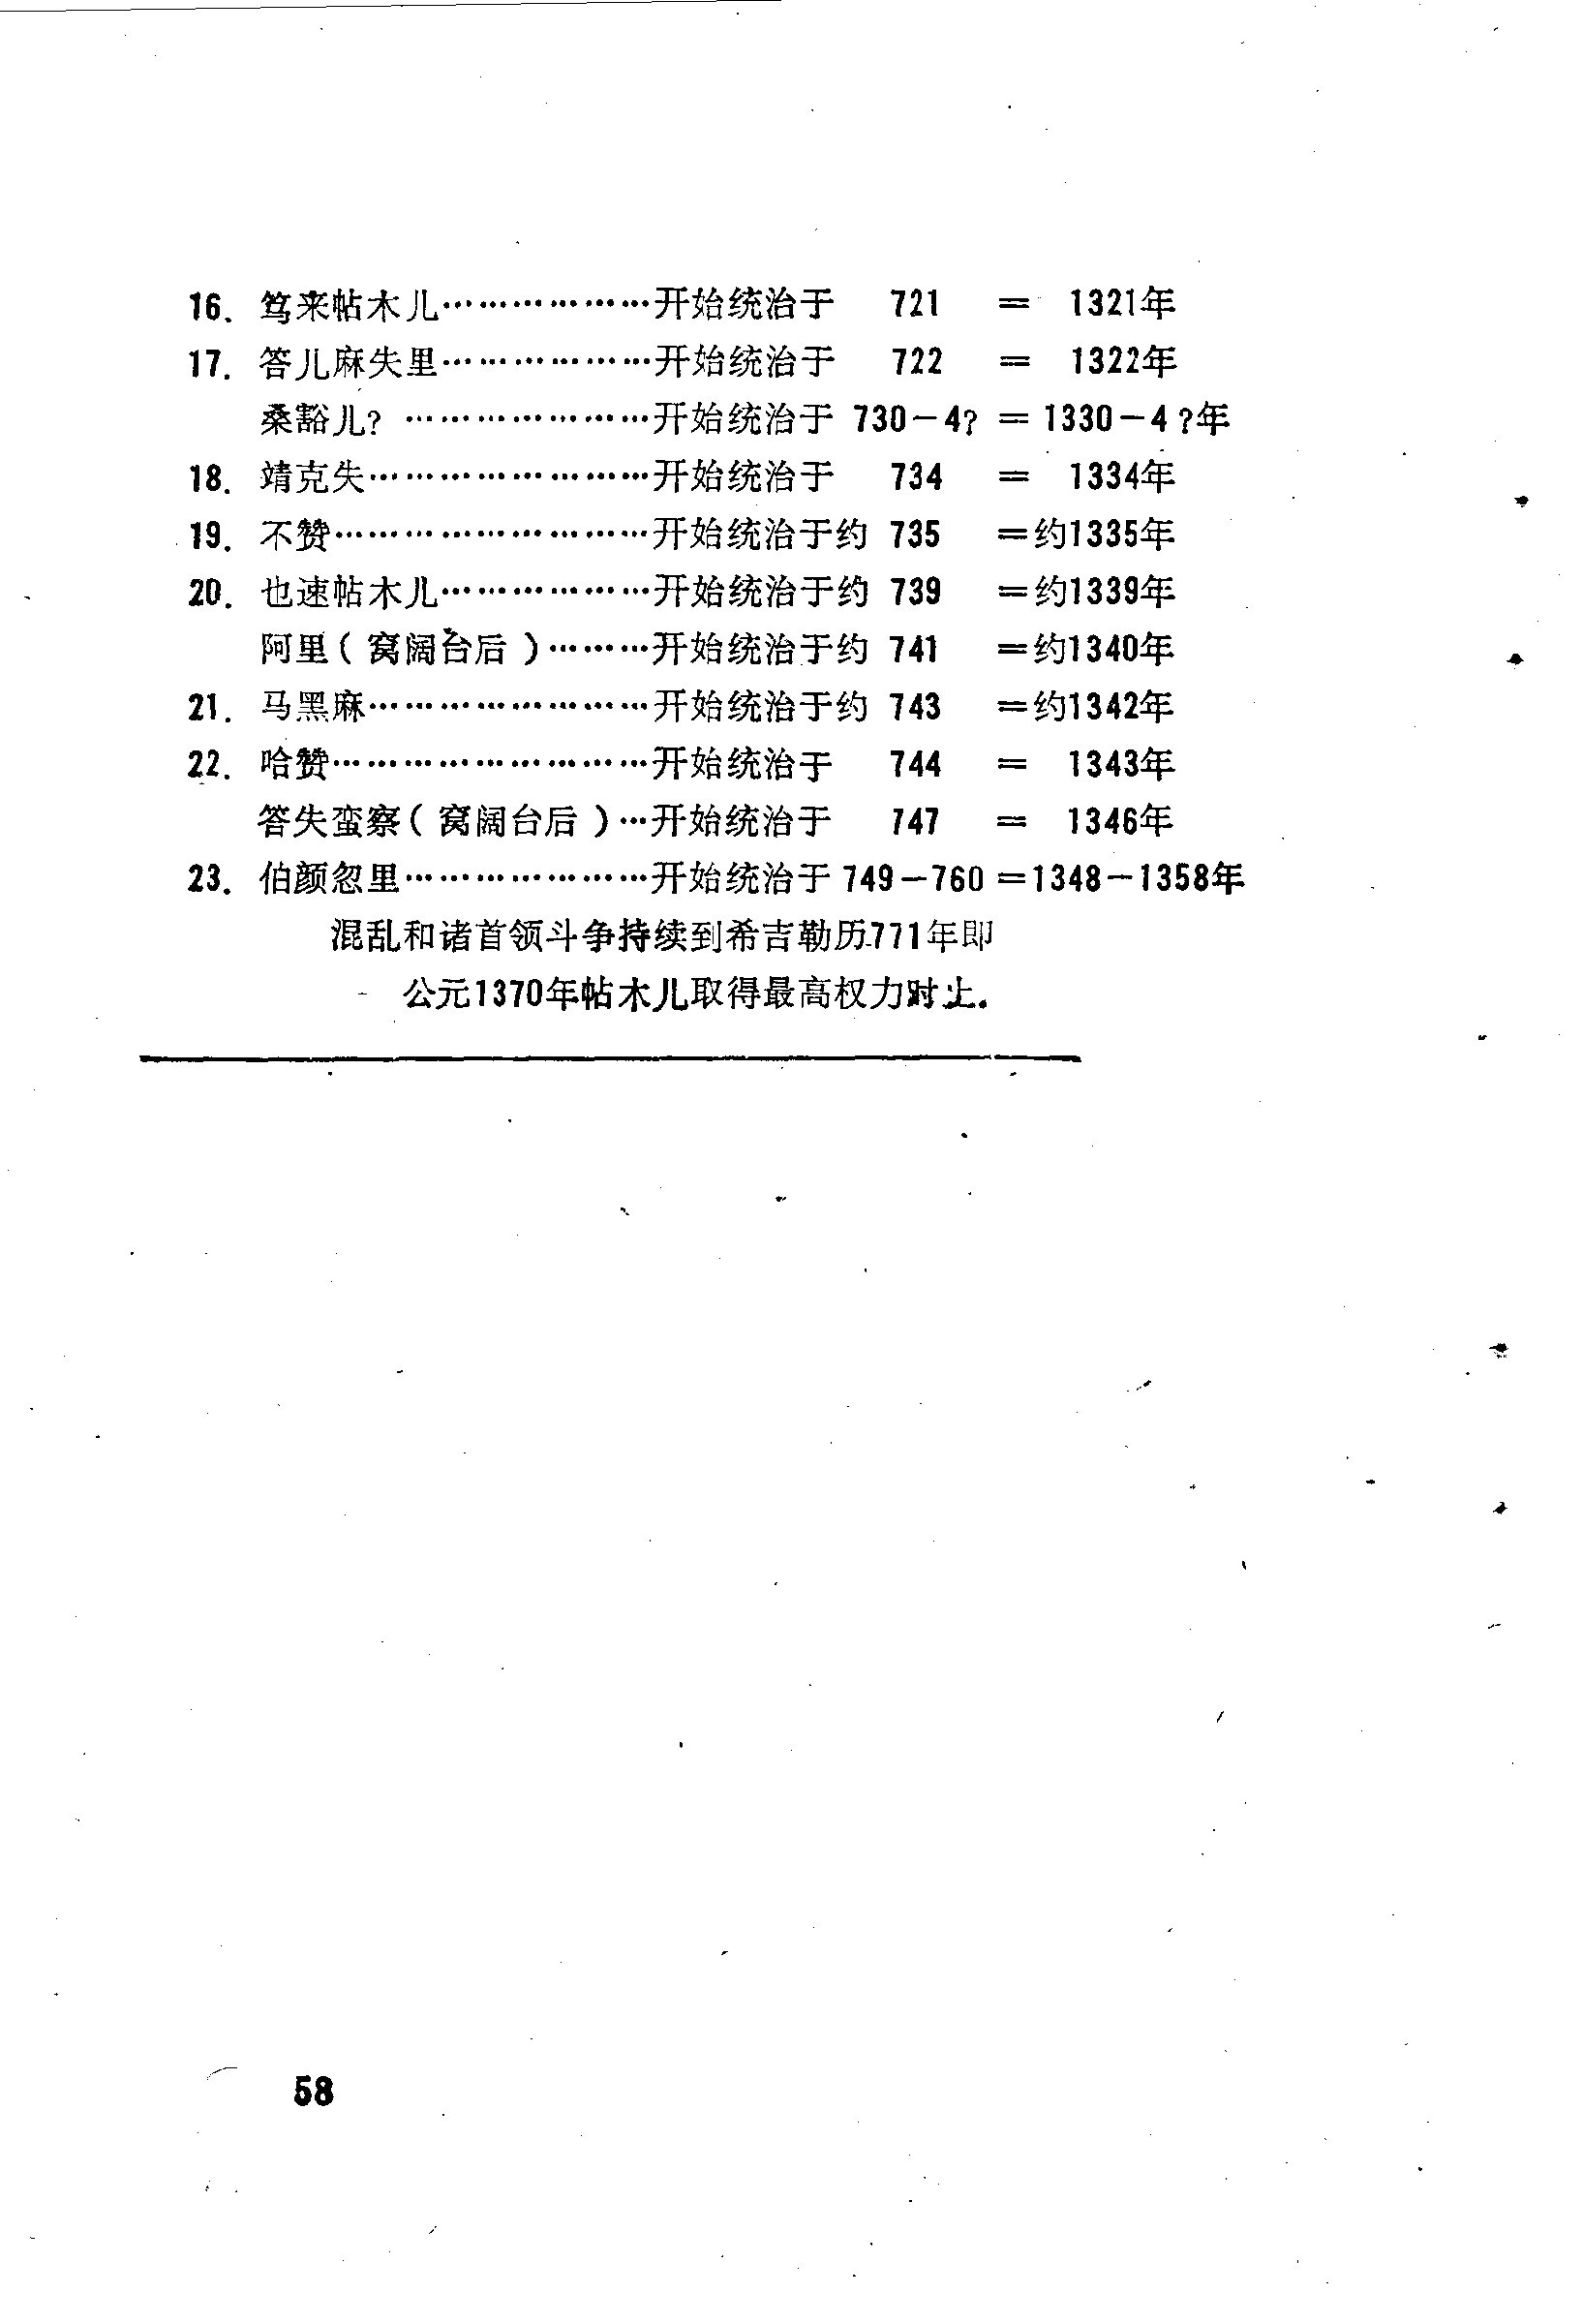 16. 笃来帖木儿………………开始统治于 721 = 1321年
17. 答儿麻失里………………开始统治于 722 = 1322年
桑豁儿? …………………开始统治于 730－4? = 1330－4?年
18. 靖克失……………………开始统治于 734 = 1334年
19. 不赞………………………开始统治于约 735 =约1335年
20. 也速帖木儿………………开始统治于约 739 =约1339年
阿里(窝阔台后)………开始统治于约 741 =约1340年
21. 马黑麻……………………开始统治于约 743 =约1342年
22. 哈赞………………………开始统治于 744 = 1343年
答失蛮察(窝阔台后)…开始统治于 747 = 1346年
23. 伯颜忽里…………………开始统治于 749－760 =1348－1358年
混乱和诸首领斗争持续到希吉勒历771年即
公元1370年帖木儿取得最高权力时止.
58